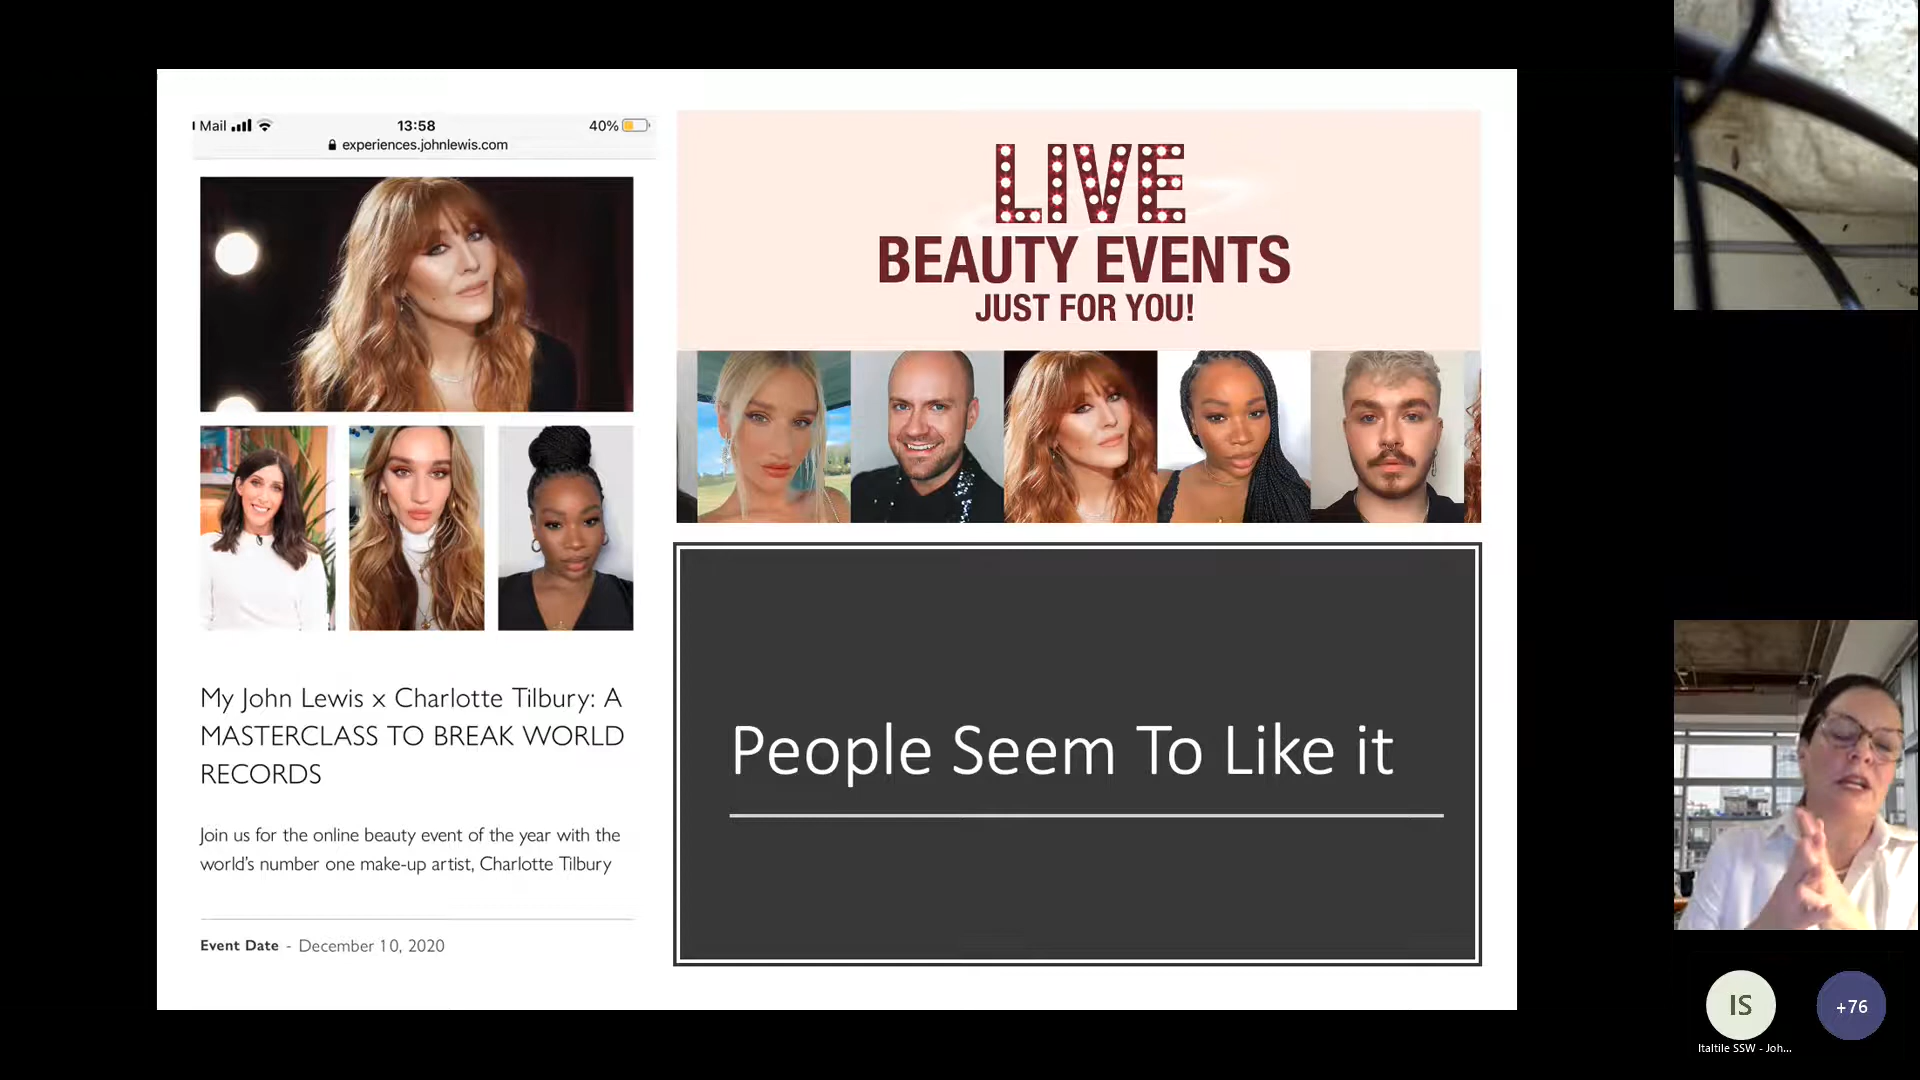 Mail
13:58
40%
experiences.johnlewis.com
My John Lewis x Charlotte Tilbury: A
MASTERCLASS TO BREAK WORLD
RECORDS
Join us for the online beauty event of the year with the
world's number one make-up artist, Charlotte Tilbury
Event Date - December 10, 2020
LIVE
BEAUTY EVENTS
JUST FOR YOU!
People Seem To Like it
IS
Italtile SSW - Joh...
+76